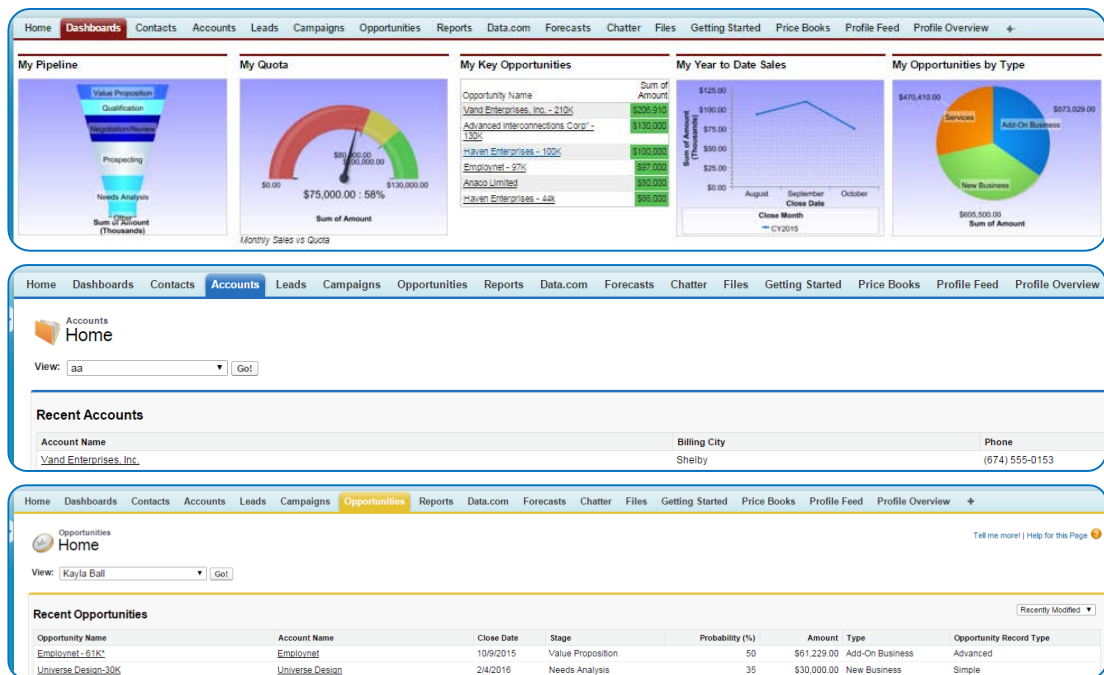 Home Dashboards Contacts Accounts Leads Campaigns Opportunities Reports Data.com Forecasts Chatter Files Getting Started Price Books Profile Feed Profile Overview +
My Pipeline
Value Proposition
Qualification
Negotiation/Review
Prospecting
Needs Analysis
Other
Sum of Amount
(Thousands)
My Quota
$0.00
$130,000.00
$75,000.00 : 58%
Sum of Amount
Monthly Sales vs Quota
My Key Opportunities
Opportunity Name Sum of Amount
Vand Enterprises, Inc. - 210K $206,910
Advanced Interconnections Corp* - 130K $130,000
Haven Enterprises - 100K $100,000
Employnet - 97K $97,000
Anaco Limited
Haven Enterprises - 44k
My Year to Date Sales
Sum of Amount
(Thousands)
$125.00
$100.00
$75.00
$50.00
$25.00
$0.00
August September October
Close Date
Close Month
CY2015
My Opportunities by Type
$470,410.00
$573,029.00
Services
Add-On Business
New Business
$605,500.00
Sum of Amount
Home Dashboards Contacts Accounts Leads Campaigns Opportunities Reports Data.com Forecasts Chatter Files Getting Started Price Books Profile Feed Profile Overview
Accounts
Home
View: aa Go!
Recent Accounts
Account Name Billing City Phone
Vand Enterprises, Inc. Shelby (674) 555-0153
Home Dashboards Contacts Accounts Leads Campaigns Opportunities Reports Data.com Forecasts Chatter Files Getting Started Price Books Profile Feed Profile Overview +
Opportunities
Home
Tell me more! | Help for this Page ?
View: Kayla Ball Go!
Recent Opportunities
Recently Modified
Opportunity Name Account Name Close Date Stage Probability (%) Amount Type Opportunity Record Type
Employnet - 61K* Employnet 10/9/2015 Value Proposition 50 $61,229.00 Add-On Business Advanced
Universe Design-30K Universe Design 2/4/2016 Needs Analysis 35 $30,000.00 New Business Simple